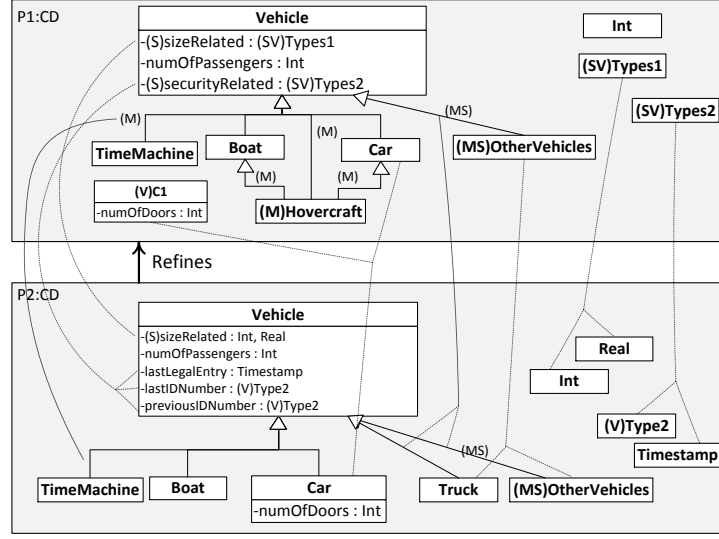 P1:CD
Vehicle
-(S)sizeRelated : (SV)Types1
-numOfPassengers : Int
-(S)securityRelated : (SV)Types2
Int
(SV)Types1
(SV)Types2
(M)
(M)
(MS)
TimeMachine
Boat
Car
(MS)OtherVehicles
(M)
(M)
(V)C1
-numOfDoors : Int
(M)Hovercraft
Refines
P2:CD
Vehicle
-(S)sizeRelated : Int, Real
-numOfPassengers : Int
-lastLegalEntry : Timestamp
-lastIDNumber : (V)Type2
-previousIDNumber : (V)Type2
Real
Int
(V)Type2
(MS)
Timestamp
TimeMachine
Boat
Car
-numOfDoors : Int
Truck
(MS)OtherVehicles